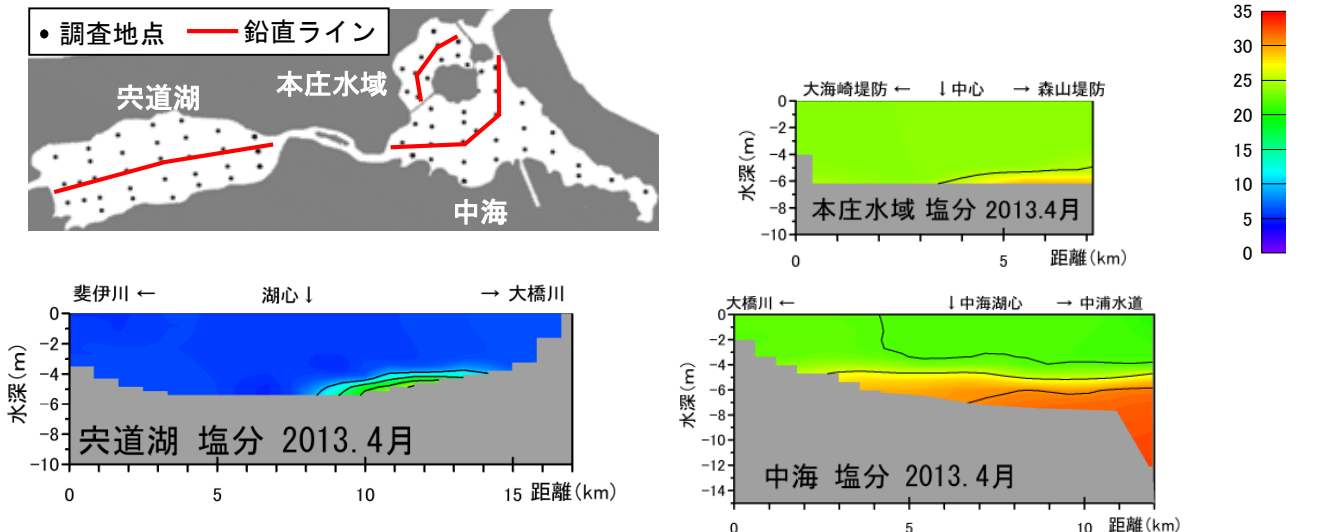 • 調査地点 鉛直ライン
宍道湖
本庄水域
中海
35
30
25
20
15
10
5
0
大海崎堤防 ← ↓中心 → 森山堤防
0
-2
-4
-6
-8
-10
水深(m)
本庄水域 塩分 2013.4月
0 5 距離(km)
斐伊川 ← 湖心↓ → 大橋川
0
-2
-4
-6
-8
-10
水深(m)
宍道湖 塩分 2013.4月
0 5 10 15 距離(km)
大橋川 ← ↓中海湖心 → 中浦水道
0
-2
-4
-6
-8
-10
-12
-14
水深(m)
中海 塩分 2013.4月
0 5 10 距離(km)